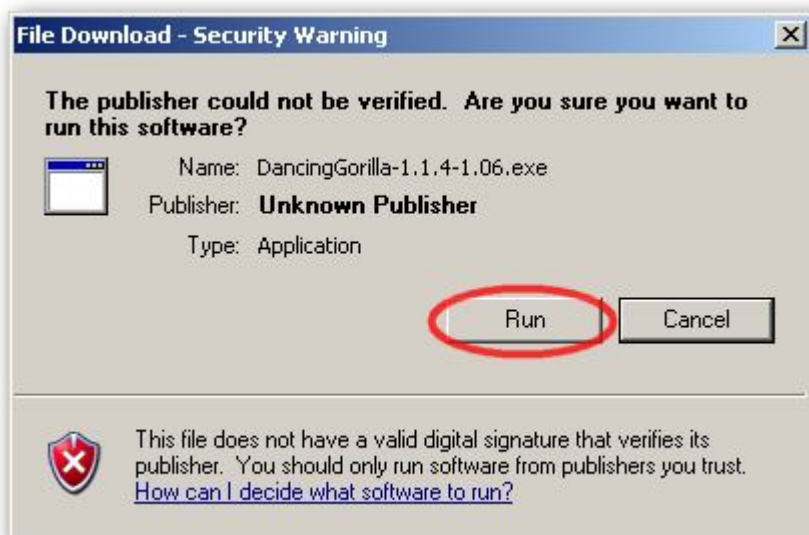 File Download - Security Warning
The publisher could not be verified. Are you sure you want to
run this software?
Name: DancingGorilla-1.1.4-1.06.exe
Publisher: Unknown Publisher
Type: Application
Run Cancel
This file does not have a valid digital signature that verifies its
publisher. You should only run software from publishers you trust.
How can I decide what software to run?